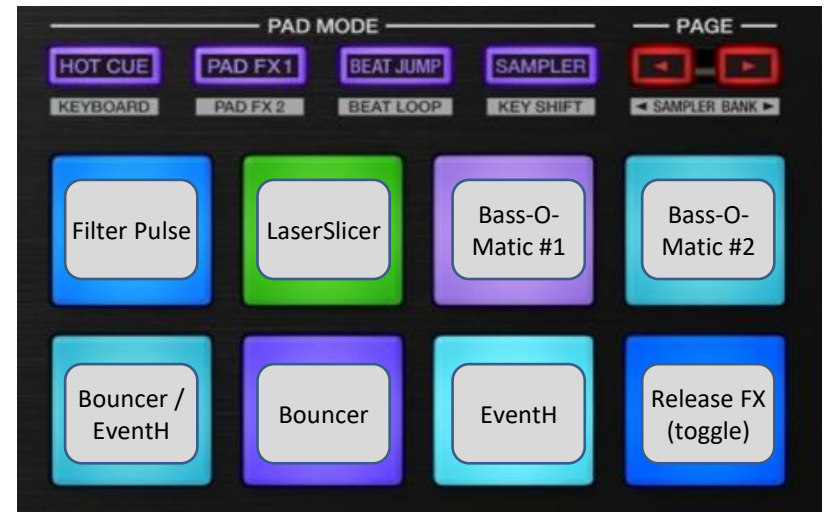 PAD MODE
PAGE
HOT CUE
PAD FX1
BEAT JUMP
SAMPLER
KEYBOARD
PAD FX 2
BEAT LOOP
KEY SHIFT
◄ SAMPLER BANK ►
Filter Pulse
LaserSlicer
Bass-O-
Matic #1
Bass-O-
Matic #2
Bouncer /
EventH
Bouncer
EventH
Release FX
(toggle)